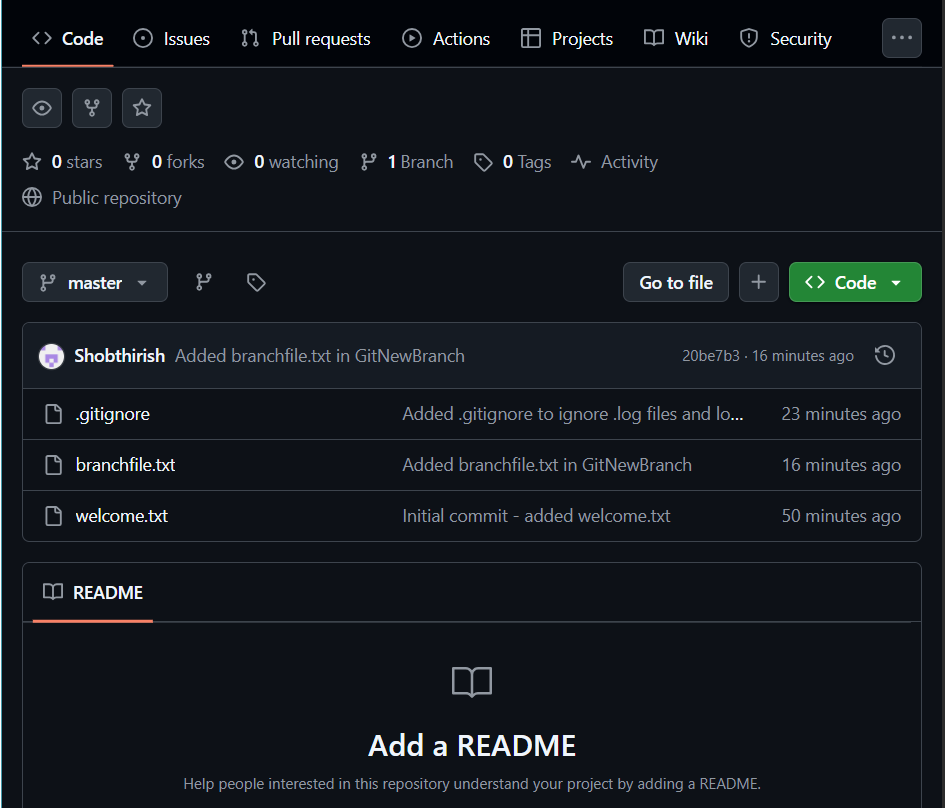 Code Issues Pull requests Actions Projects Wiki Security
0 stars 0 forks 0 watching 1 Branch 0 Tags Activity
Public repository
master Go to file Code
Shobthirish Added branchfile.txt in GitNewBranch 20be7b3 · 16 minutes ago
.gitignore Added .gitignore to ignore .log files and lo... 23 minutes ago
branchfile.txt Added branchfile.txt in GitNewBranch 16 minutes ago
welcome.txt Initial commit - added welcome.txt 50 minutes ago
README
Add a README
Help people interested in this repository understand your project by adding a README.